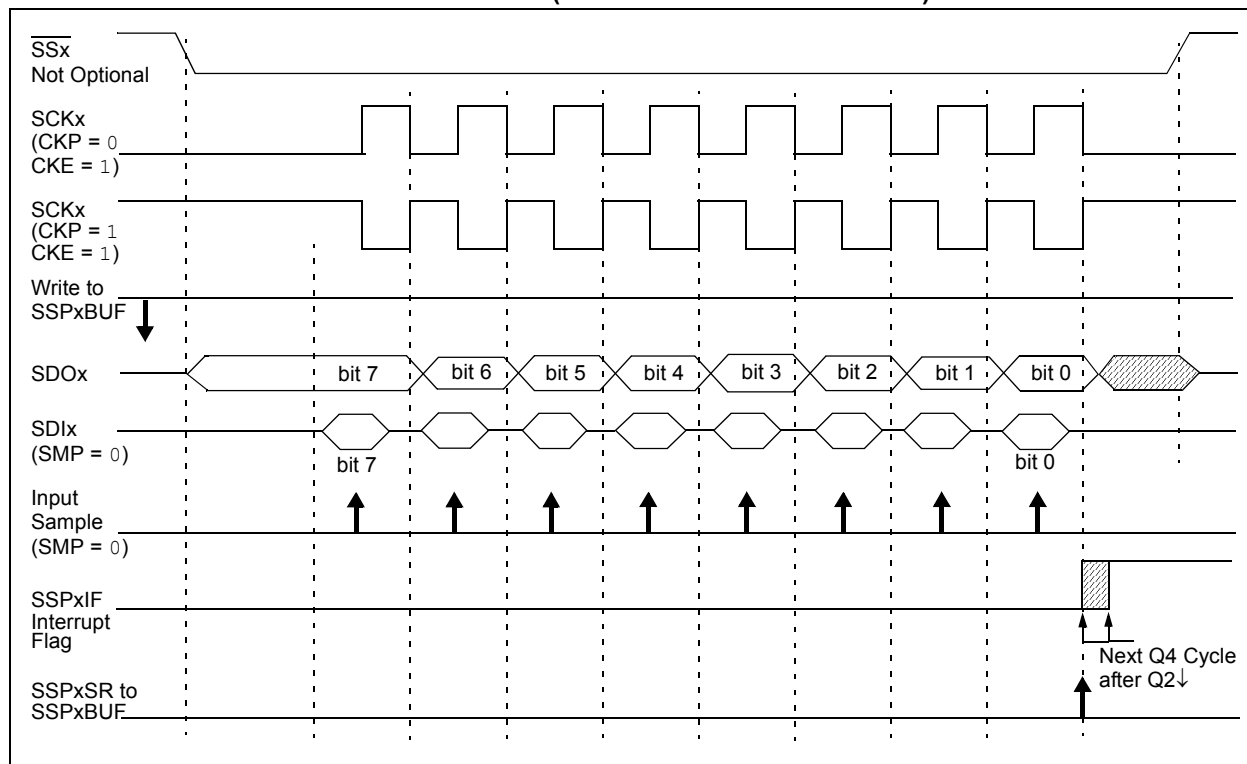 SSx
Not Optional
SCKx
(CKP = 0
CKE = 1)
SCKx
(CKP = 1
CKE = 1)
Write to
SSPxBUF
SDOx
bit 7
bit 6
bit 5
bit 4
bit 3
bit 2
bit 1
bit 0
SDIx
(SMP = 0)
bit 7
bit 0
Input
Sample
(SMP = 0)
SSPxIF
Interrupt
Flag
Next Q4 Cycle
after Q2↓
SSPxSR to
SSPxBUF